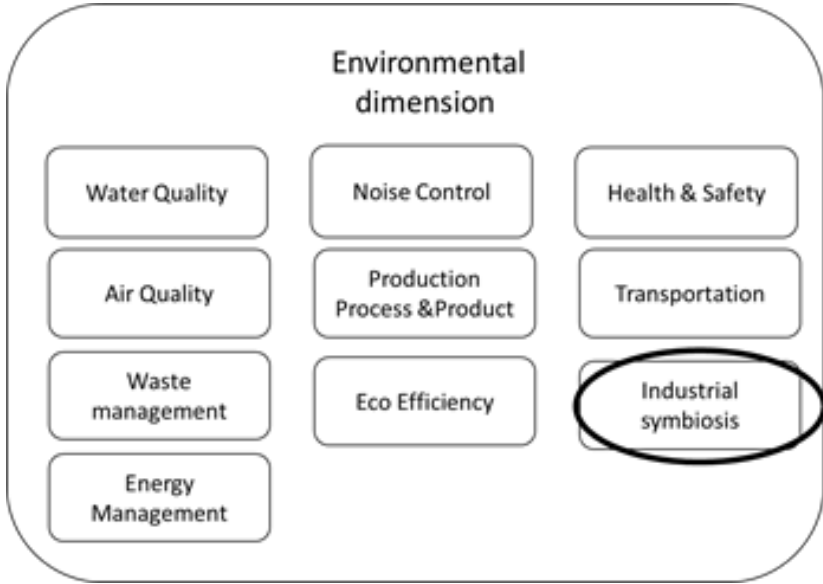 Environmental
dimension
Water Quality
Noise Control
Health & Safety
Air Quality
Production
Process &Product
Transportation
Waste
management
Eco Efficiency
Industrial
symbiosis
Energy
Management